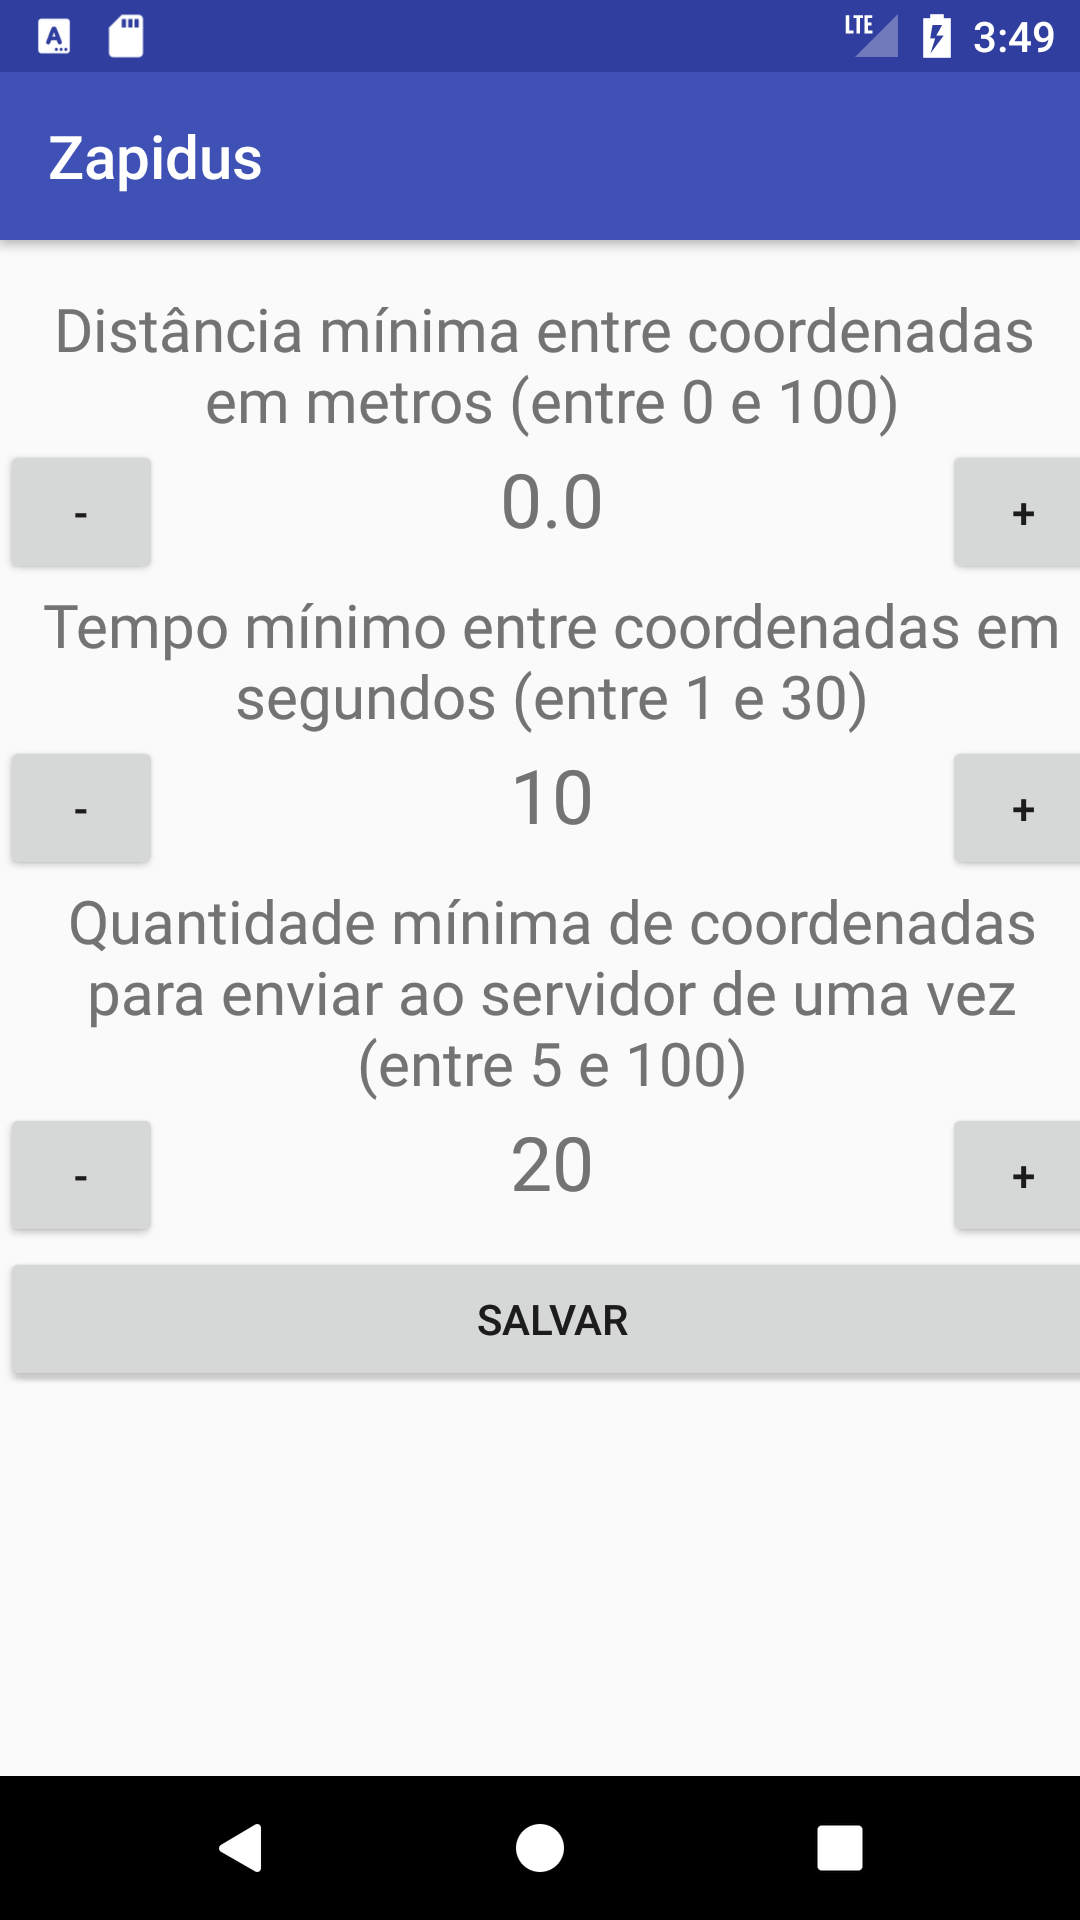 LTE 3:49
Zapidus
Distância mínima entre coordenadas
em metros (entre 0 e 100)
- 0.0 +
Tempo mínimo entre coordenadas em
segundos (entre 1 e 30)
- 10 +
Quantidade mínima de coordenadas
para enviar ao servidor de uma vez
(entre 5 e 100)
- 20 +
SALVAR